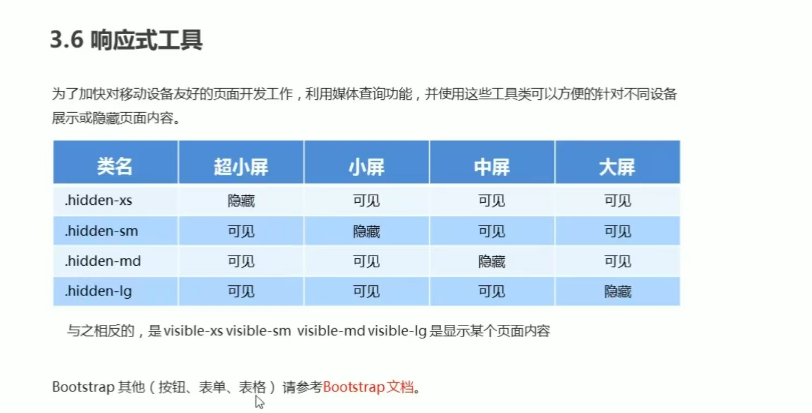 3.6 响应式工具
为了加快对移动设备友好的页面开发工作，利用媒体查询功能，并使用这些工具类可以方便的针对不同设备
展示或隐藏页面内容。
类名 超小屏 小屏 中屏 大屏
.hidden-xs 隐藏 可见 可见 可见
.hidden-sm 可见 隐藏 可见 可见
.hidden-md 可见 可见 隐藏 可见
.hidden-lg 可见 可见 可见 隐藏
与之相反的，是 visible-xs visible-sm visible-md visible-lg 是显示某个页面内容
Bootstrap 其他（按钮、表单、表格）请参考Bootstrap 文档。